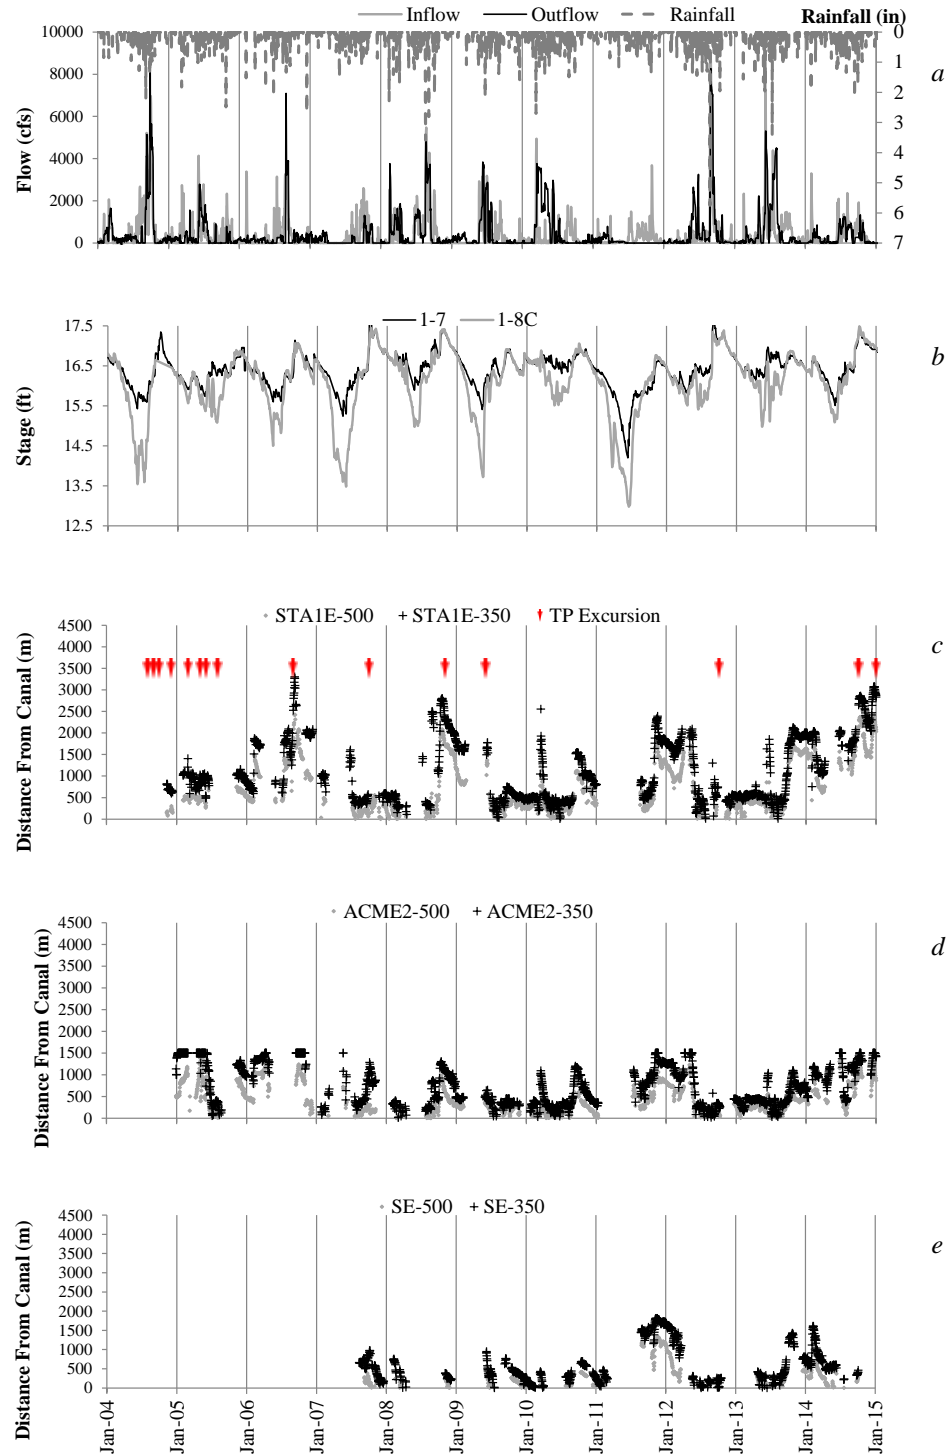 Inflow Outflow Rainfall Rainfall (in)
10000 0
8000 1
6000 2
4000 3
2000 4
0 5
6
7
Flow (cfs)
a
1-7 1-8C
17.5
16.5
15.5
14.5
13.5
12.5
Stage (ft)
b
STA1E-500 STA1E-350 TP Excursion
4500
4000
3500
3000
2500
2000
1500
1000
500
0
Distance From Canal (m)
c
ACME2-500 ACME2-350
4500
4000
3500
3000
2500
2000
1500
1000
500
0
Distance From Canal (m)
d
SE-500 SE-350
4500
4000
3500
3000
2500
2000
1500
1000
500
0
Distance From Canal (m)
e
Jan-04 Jan-05 Jan-06 Jan-07 Jan-08 Jan-09 Jan-10 Jan-11 Jan-12 Jan-13 Jan-14 Jan-15